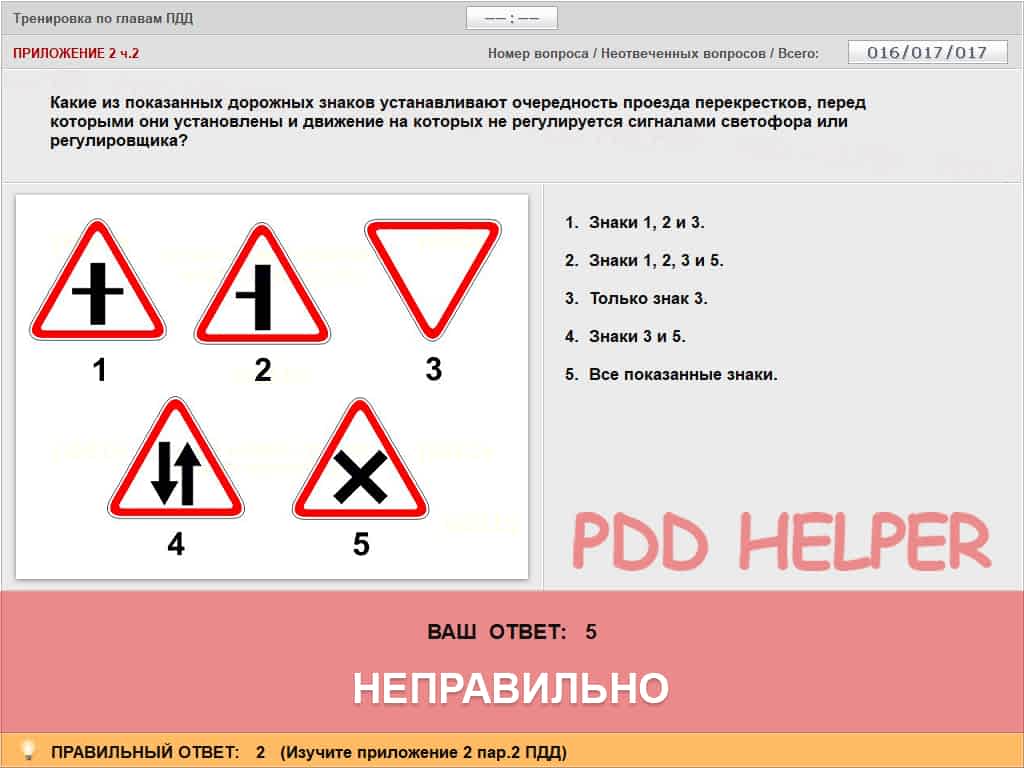 Тренировка по главам ПДД
—— : ——
ПРИЛОЖЕНИЕ 2 ч.2
Номер вопроса / Неотвеченных вопросов / Всего:
016/017/017
Какие из показанных дорожных знаков устанавливают очередность проезда перекрестков, перед
которыми они установлены и движение на которых не регулируется сигналами светофора или
регулировщика?
1
2
3
4
5
1. Знаки 1, 2 и 3.
2. Знаки 1, 2, 3 и 5.
3. Только знак 3.
4. Знаки 3 и 5.
5. Все показанные знаки.
PDD HELPER
ВАШ ОТВЕТ: 5
НЕПРАВИЛЬНО
ПРАВИЛЬНЫЙ ОТВЕТ: 2 (Изучите приложение 2 пар.2 ПДД)